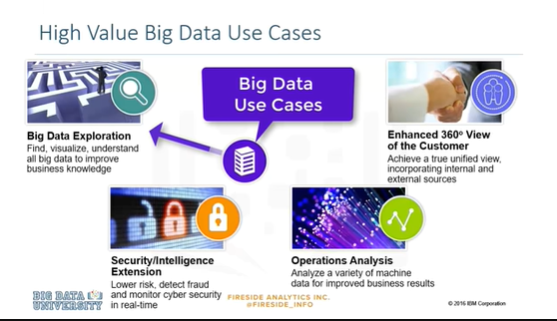 High Value Big Data Use Cases
Big Data
Use Cases
Big Data Exploration
Find, visualize, understand
all big data to improve
business knowledge
Enhanced 360º View
of the Customer
Achieve a true unified view,
incorporating internal and
external sources
Security/Intelligence
Extension
Lower risk, detect fraud
and monitor cyber security
in real-time
Operations Analysis
Analyze a variety of machine
data for improved business results
BIG DATA
UNIVERSITY
FIRESIDE ANALYTICS INC.
@FIRESIDE_INFO
© 2016 IBM Corporation